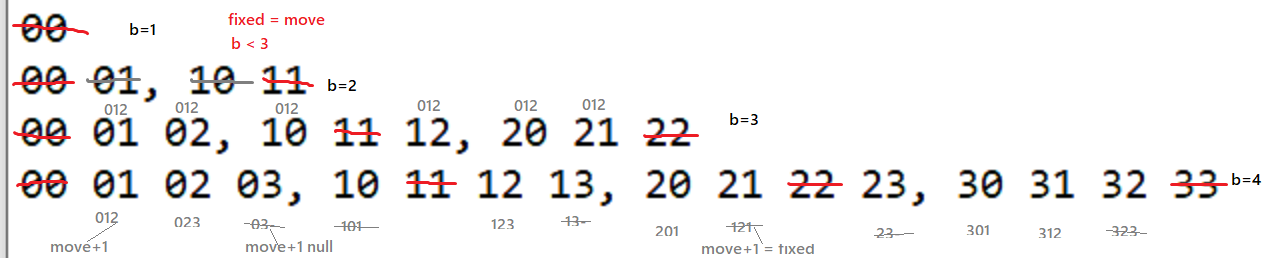 00 b=1 fixed = move
b < 3
00 01, 10 11 b=2
012 012 012 012 012 012
00 01 02, 10 11 12, 20 21 22 b=3
00 01 02 03, 10 11 12 13, 20 21 22 23, 30 31 32 33 b=4
012 023 03- 101 123 13- 201 121 23- 301 312 323
move+1 move+1 null move+1 = fixed